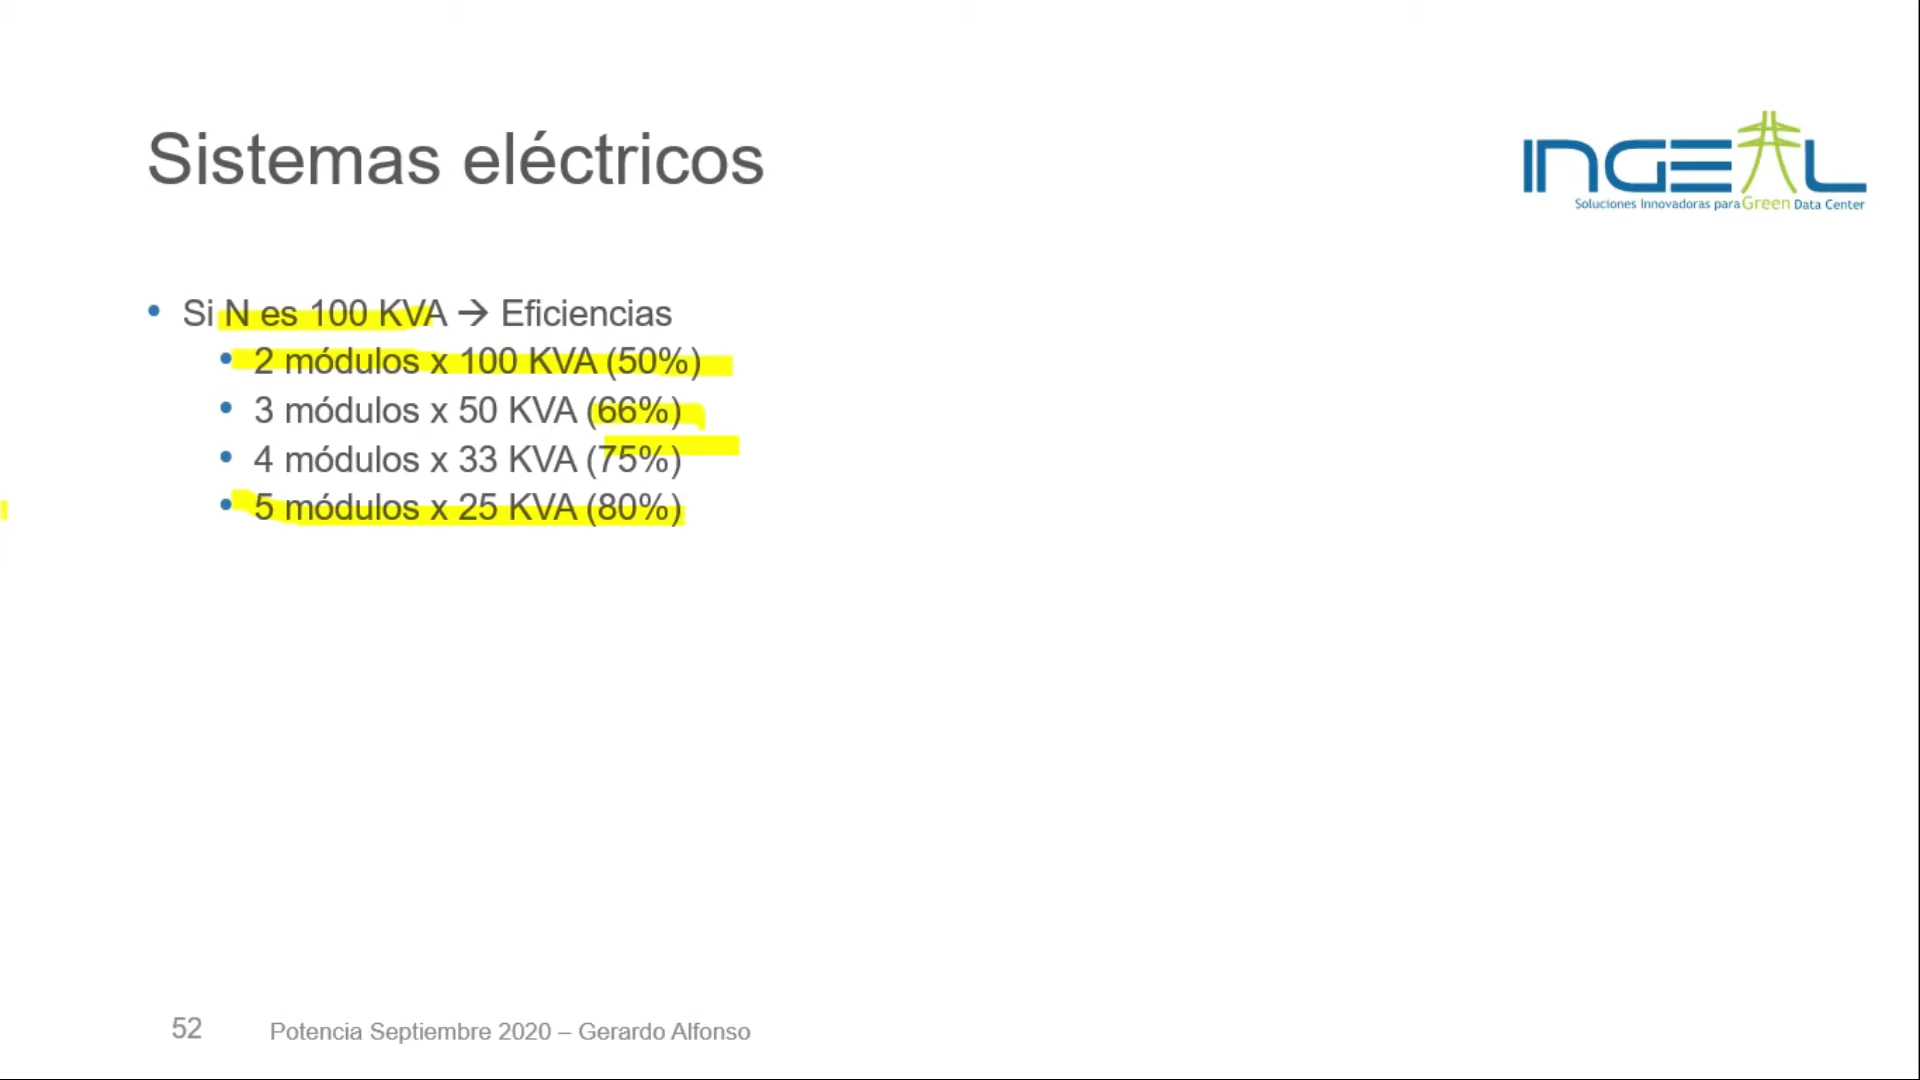 Sistemas eléctricos
INGEAL
Soluciones Innovadoras para Green Data Center
• Si N es 100 KVA → Eficiencias
• 2 módulos x 100 KVA (50%)
• 3 módulos x 50 KVA (66%)
• 4 módulos x 33 KVA (75%)
• 5 módulos x 25 KVA (80%)
52 Potencia Septiembre 2020 – Gerardo Alfonso